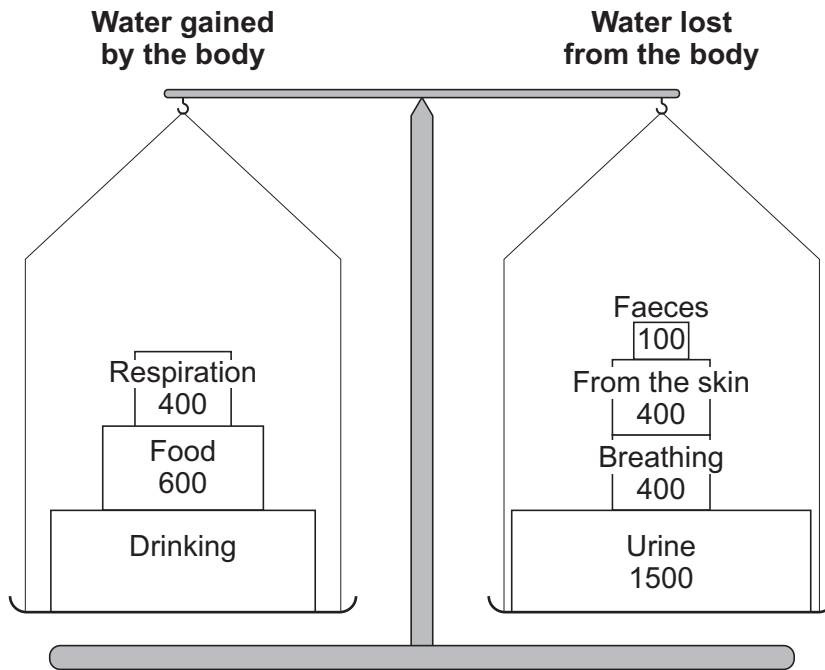 Water gained
by the body
Water lost
from the body
Respiration
400
Food
600
Drinking
Faeces
100
From the skin
400
Breathing
400
Urine
1500